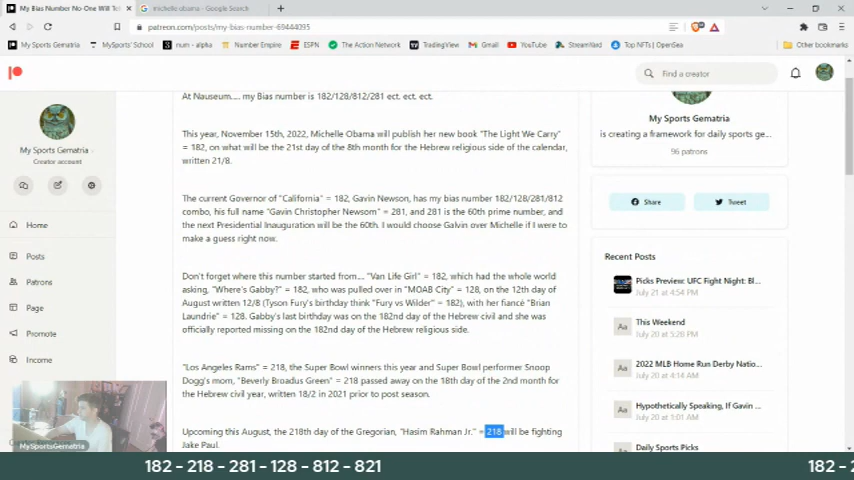 My Bias Number No-One Will Te
michelle obama - Google Search
patreon.com/posts/my-bias-number-69444095
My Sports Gematria
MySports' School
num - alpha
Number Empire
ESPN
The Action Network
TradingView
Gmail
YouTube
StreamYard
Top NFTs | OpenSea
Other bookmarks
Find a creator
My Sports Gematria
Creator account
Home
Posts
Patrons
Page
Promote
Income
At Nauseum.... my Bias number is 182/128/812/281 ect. ect. ect.
This year, November 15th, 2022, Michelle Obama will publish her new book "The Light We Carry"
= 182, on what will be the 21st day of the 8th month for the Hebrew religious side of the calendar,
written 21/8.
The current Governor of "California" = 182, Gavin Newson, has my bias number 182/128/281/812
combo, his full name "Gavin Christopher Newsom" = 281, and 281 is the 60th prime number, and
the next Presidential Inauguration will be the 60th. I would choose Galvin over Michelle if I were to
make a guess right now.
Don't forget where this number started from.... "Van Life Girl" = 182, which had the whole world
asking, "Where's Gabby?" = 182, who was pulled over in "MOAB City" = 128, on the 12th day of
August written 12/8 (Tyson Fury's birthday think "Fury vs Wilder" = 182), with her fiancé "Brian
Laundrie" = 128. Gabby's last birthday was on the 182nd day of the Hebrew civil and she was
officially reported missing on the 182nd day of the Hebrew religious side.
"Los Angeles Rams" = 218, the Super Bowl winners this year and Super Bowl performer Snoop
Dogg's mom, "Beverly Broadus Green" = 218 passed away on the 18th day of the 2nd month for
the Hebrew civil year, written 18/2 in 2021 prior to post season.
Upcoming this August, the 218th day of the Gregorian, "Hasim Rahman Jr." = 218 will be fighting
Jake Paul.
My Sports Gematria
is creating a framework for daily sports ge...
96 patrons
Share
Tweet
Recent Posts
Picks Preview: UFC Fight Night: Bl...
July 21 at 4:54 PM
Aa
This Weekend
July 20 at 5:28 PM
Aa
2022 MLB Home Run Derby Natio...
July 20 at 4:14 AM
Aa
Hypothetically Speaking, If Gavin ...
July 20 at 4:04 AM
Aa
Daily Sports Picks
MySportsGematria
182 - 218 - 281 - 128 - 812 - 821
182 - 2